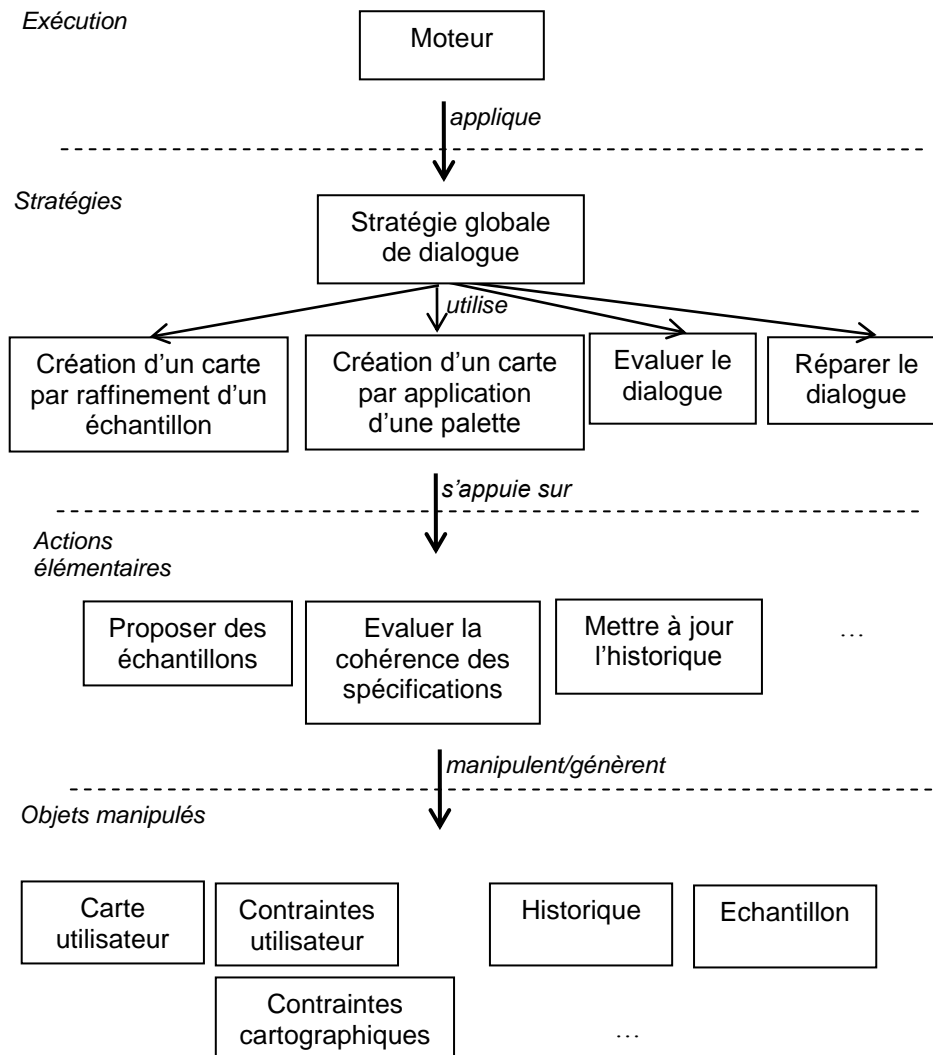 Exécution
Moteur
applique
Stratégies
Stratégie globale
de dialogue
utilise
Création d'un carte
par raffinement d'un
échantillon
Création d'un carte
par application
d'une palette
Evaluer le
dialogue
Réparer le
dialogue
s'appuie sur
Actions
élémentaires
Proposer des
échantillons
Evaluer la
cohérence des
spécifications
Mettre à jour
l'historique
…
manipulent/génèrent
Objets manipulés
Carte
utilisateur
Contraintes
utilisateur
Historique
Echantillon
Contraintes
cartographiques
…